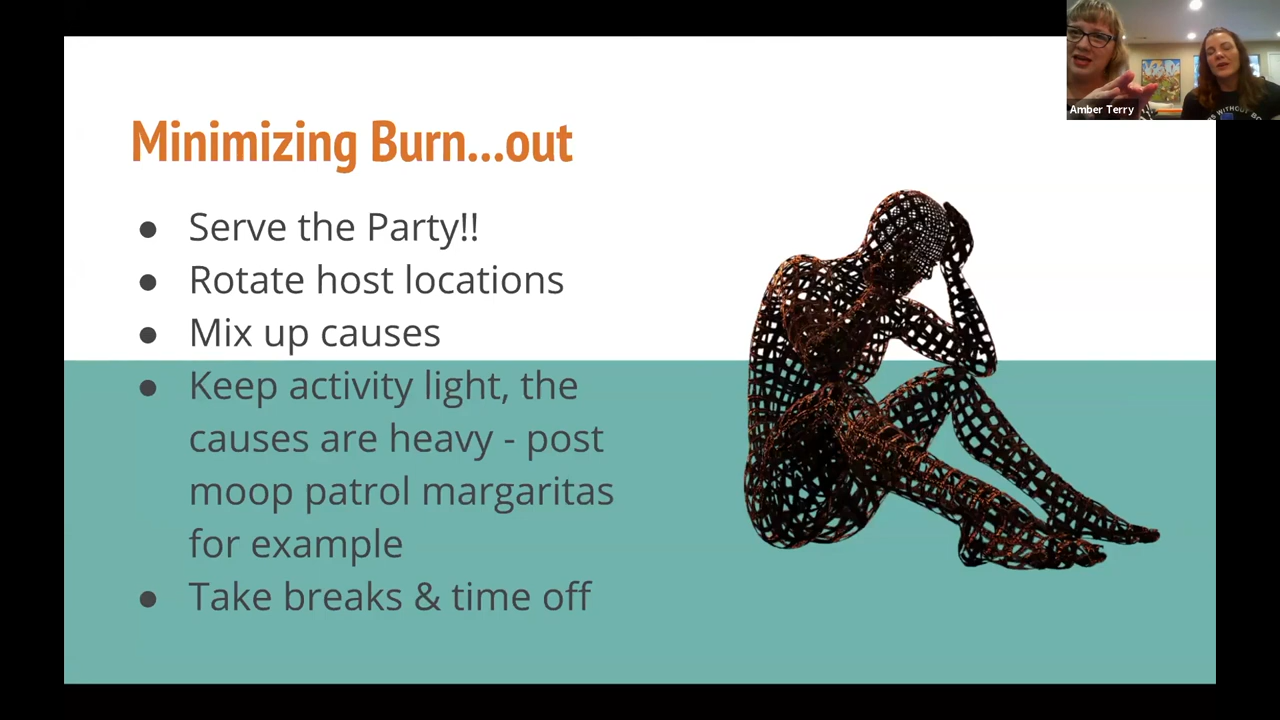 Minimizing Burn...out
● Serve the Party!!
● Rotate host locations
● Mix up causes
● Keep activity light, the
causes are heavy - post
moop patrol margaritas
for example
● Take breaks & time off
Amber Terry
WITHOUT